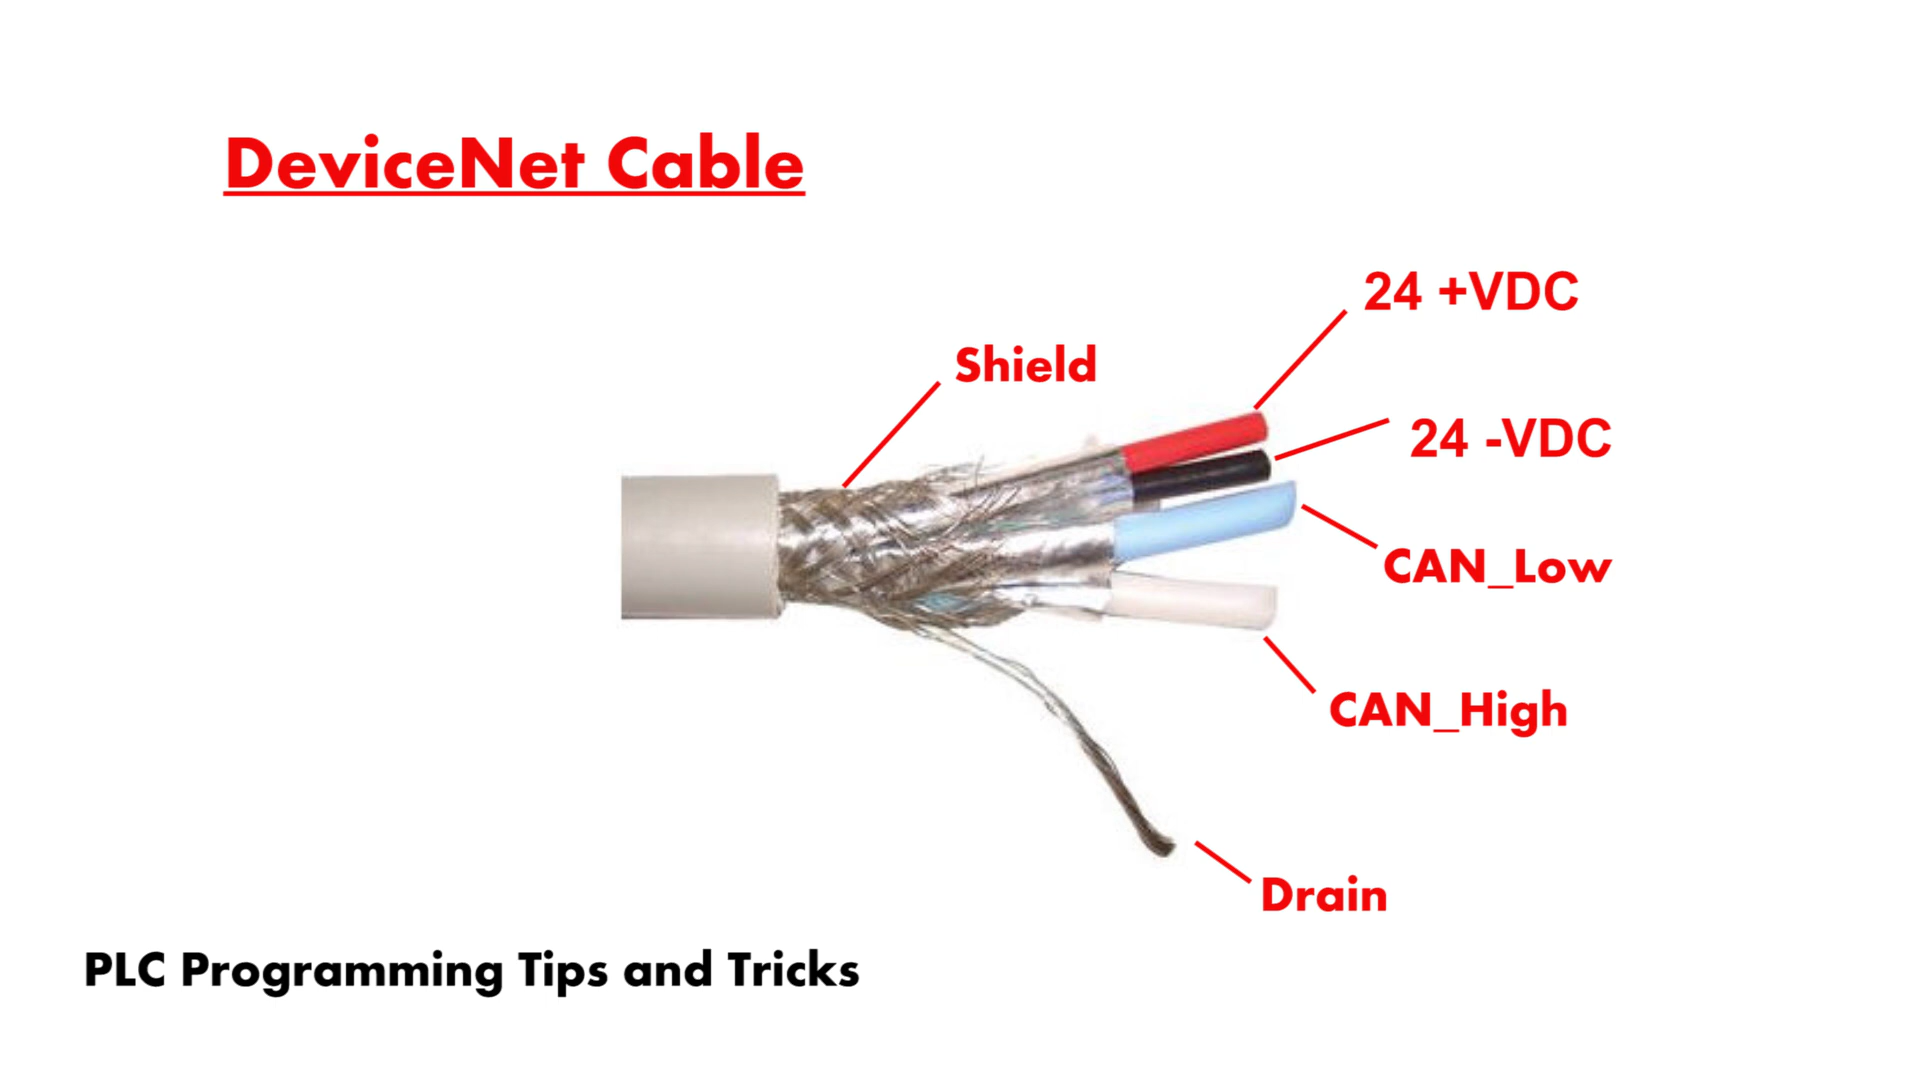 DeviceNet Cable
24 +VDC
Shield
24 -VDC
CAN_Low
CAN_High
Drain
PLC Programming Tips and Tricks